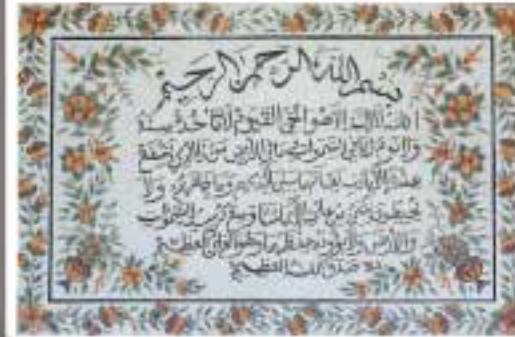 بسم الله الرحمن الرحيم
الله لا إله إلا هو الحي القيوم لا تأخذه سنة
ولا نوم له ما في السموات وما في الأرض من ذا الذي يشفع
عنده إلا بإذنه يعلم ما بين أيديهم وما خلفهم ولا
يحيطون بشيء من علمه إلا بما شاء وسع كرسيه السموات
والأرض ولا يؤوده حفظهما وهو العلي العظيم
صدق الله العظيم